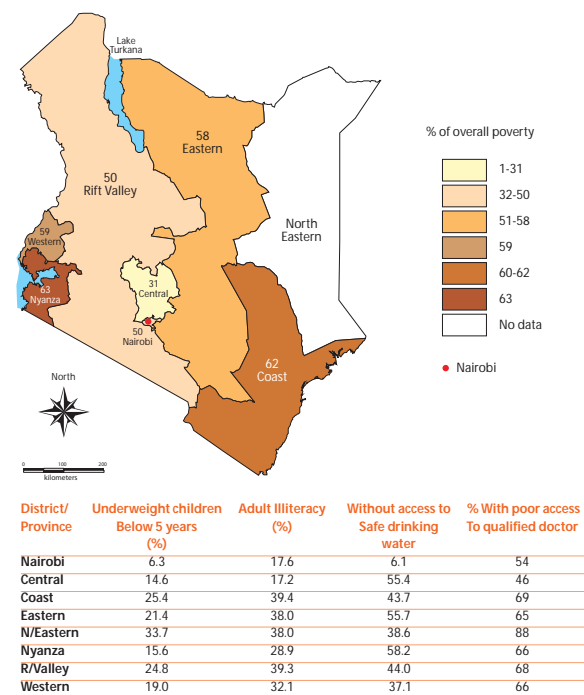 Lake
Turkana
58
Eastern
50
Rift Valley
North
Eastern
59
Western
63
Nyanza
31
Central
50
Nairobi
62
Coast
% of overall poverty
1-31
32-50
51-58
59
60-62
63
No data
Nairobi
North
0 100 200
kilometers
District/ Underweight children Adult Illiteracy Without access to % With poor access
Province Below 5 years (%) Safe drinking To qualified doctor
(%) water
Nairobi 6.3 17.6 6.1 54
Central 14.6 17.2 55.4 46
Coast 25.4 39.4 43.7 69
Eastern 21.4 38.0 55.7 65
N/Eastern 33.7 38.0 38.6 88
Nyanza 15.6 28.9 58.2 66
R/Valley 24.8 39.3 44.0 68
Western 19.0 32.1 37.1 66